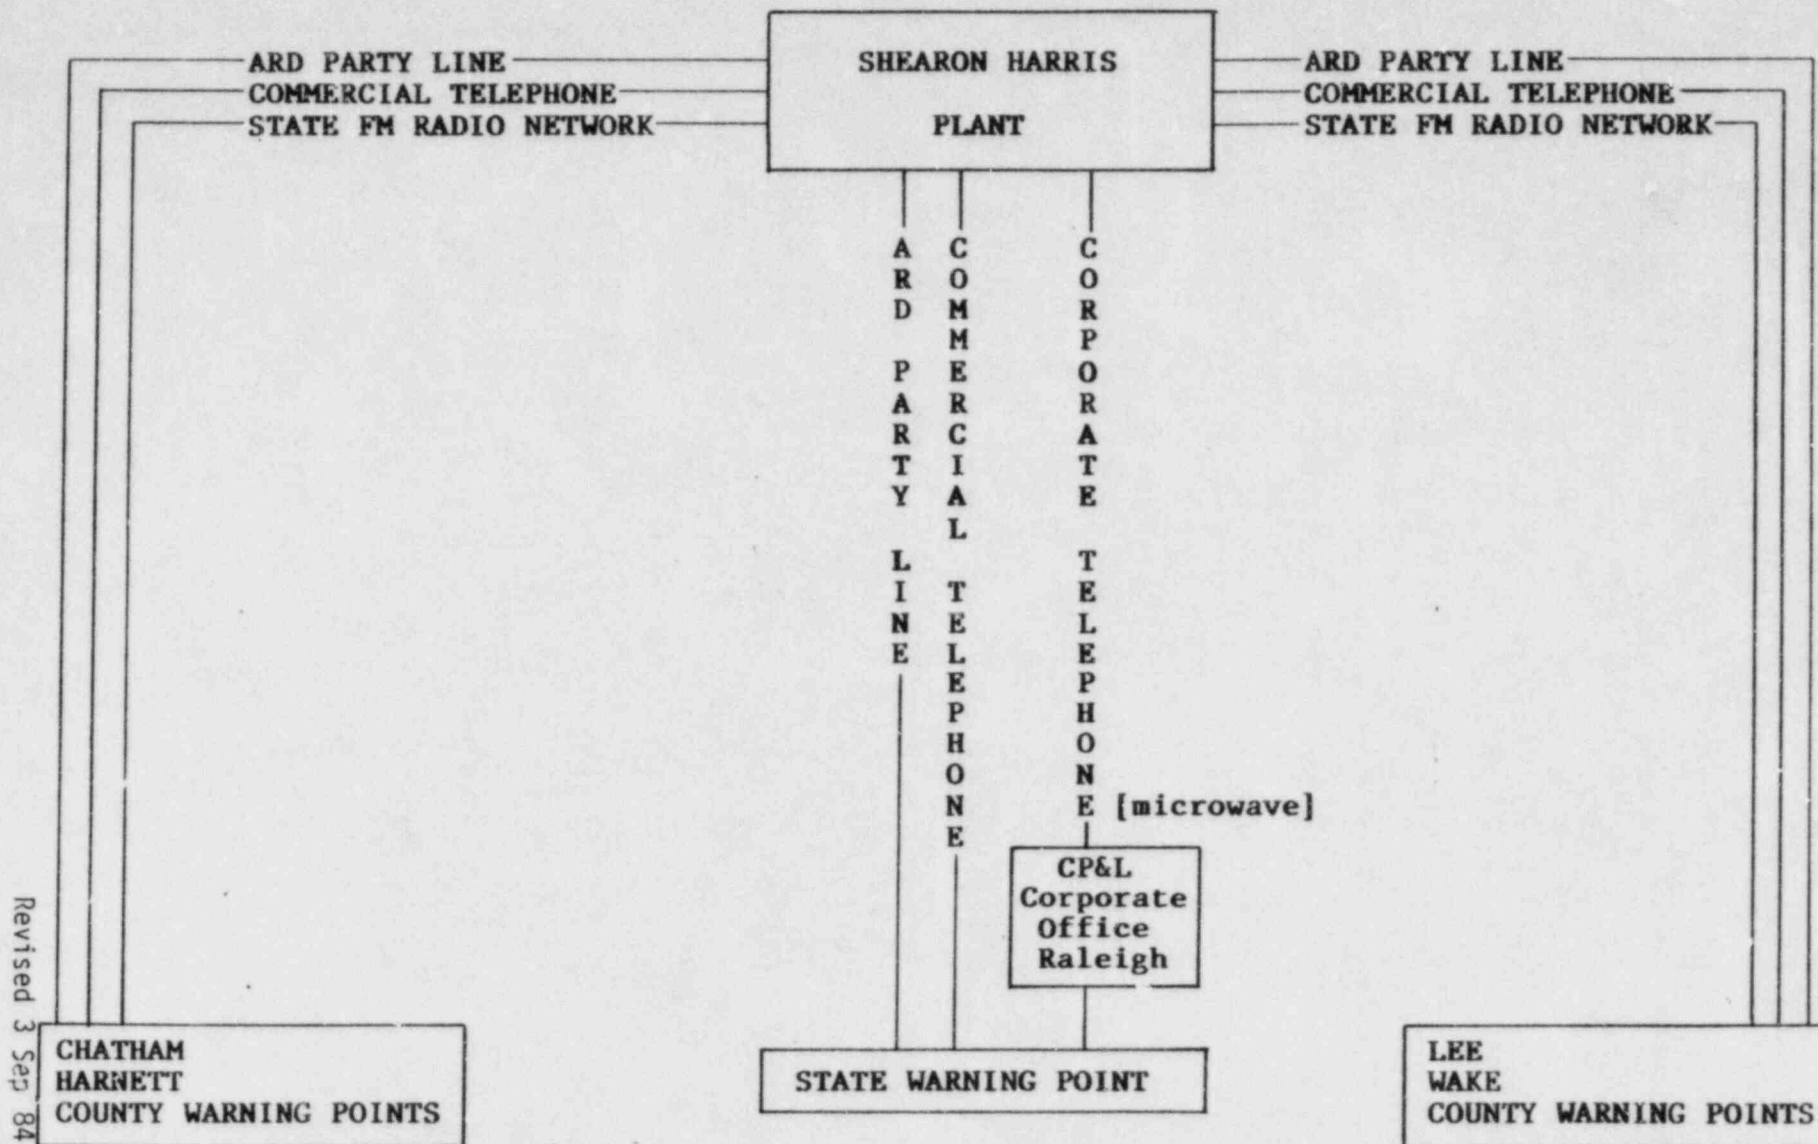 SHEARON HARRIS
PLANT
ARD PARTY LINE
COMMERCIAL TELEPHONE
STATE FM RADIO NETWORK
ARD PARTY LINE
COMMERCIAL TELEPHONE
STATE FM RADIO NETWORK
ARD PARTY LINE
COMMERCIAL TELEPHONE
CORPORATE TELEPHONE
[microwave]
CP&L
Corporate
Office
Raleigh
CHATHAM
HARNETT
COUNTY WARNING POINTS
STATE WARNING POINT
LEE
WAKE
COUNTY WARNING POINTS
Revised 3 Sep 84